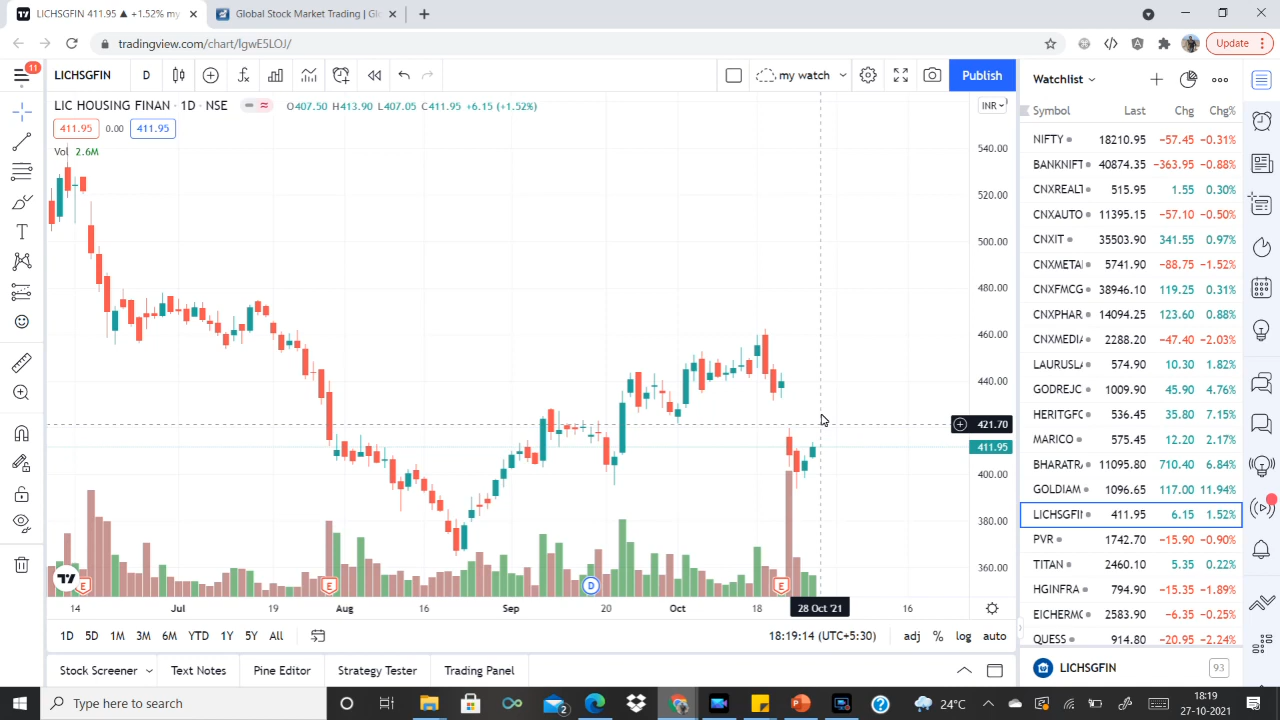 LICHSGFIN 411.95 ▲ +1.52% my
Global Stock Market Trading | Gl
tradingview.com/chart/lgwE5LOJ/
Update
11
LICHSGFIN
D
my watch
Publish
Watchlist
LIC HOUSING FINAN · 1D · NSE
O407.50 H413.90 L407.05 C411.95 +6.15 (+1.52%)
INR
411.95 0.00 411.95
Vol 2.6M
540.00
520.00
500.00
480.00
460.00
440.00
421.70
411.95
400.00
380.00
360.00
E
E
D
E
14 Jul 19 Aug 16 Sep 20 Oct 18 28 Oct '21 16
1D 5D 1M 3M 6M YTD 1Y 5Y All
18:19:14 (UTC+5:30)
adj % log auto
Stock Screener
Text Notes
Pine Editor
Strategy Tester
Trading Panel
Symbol Last Chg Chg%
NIFTY 18210.95 −57.45 −0.31%
BANKNIFT 40874.35 −363.95 −0.88%
CNXREALT 515.95 1.55 0.30%
CNXAUTO 11395.15 −57.10 −0.50%
CNXIT 35503.90 341.55 0.97%
CNXMETA 5741.90 −88.75 −1.52%
CNXFMCG 38946.10 119.25 0.31%
CNXPHAR 14094.25 123.60 0.88%
CNXMEDIA 2288.20 −47.40 −2.03%
LAURUSLA 574.90 10.30 1.82%
GODREJC 1009.90 45.90 4.76%
HERITGFC 536.45 35.80 7.15%
MARICO 575.45 12.20 2.17%
BHARATR 11095.80 710.40 6.84%
GOLDIAM 1096.65 117.00 11.94%
LICHSGFIN 411.95 6.15 1.52%
PVR 1742.70 −15.90 −0.90%
TITAN 2460.10 5.35 0.22%
HGINFRA 794.90 −15.35 −1.89%
EICHERMC 2583.90 −6.35 −0.25%
QUESS 914.80 −20.95 −2.24%
LICHSGFIN
93
Type here to search
2
24°C
18:19
27-10-2021